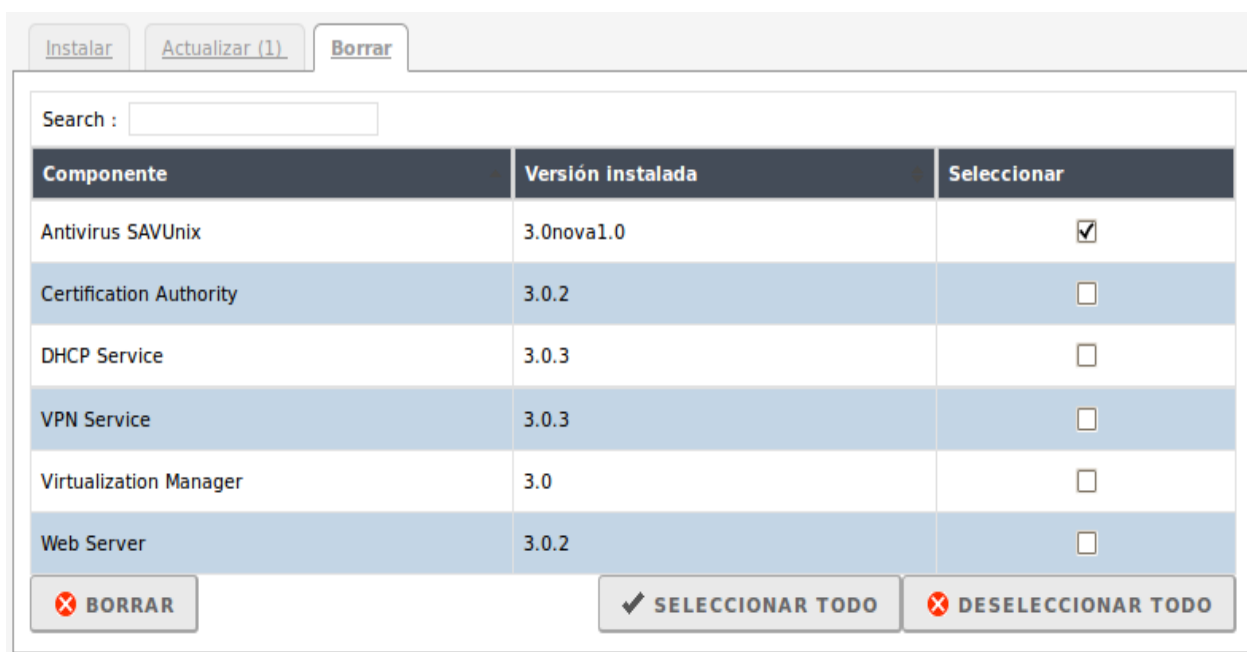 Instalar Actualizar (1) Borrar
Search :
Componente Versión instalada Seleccionar
Antivirus SAVUnix 3.0nova1.0
Certification Authority 3.0.2
DHCP Service 3.0.3
VPN Service 3.0.3
Virtualization Manager 3.0
Web Server 3.0.2
BORRAR SELECCIONAR TODO DESELECCIONAR TODO